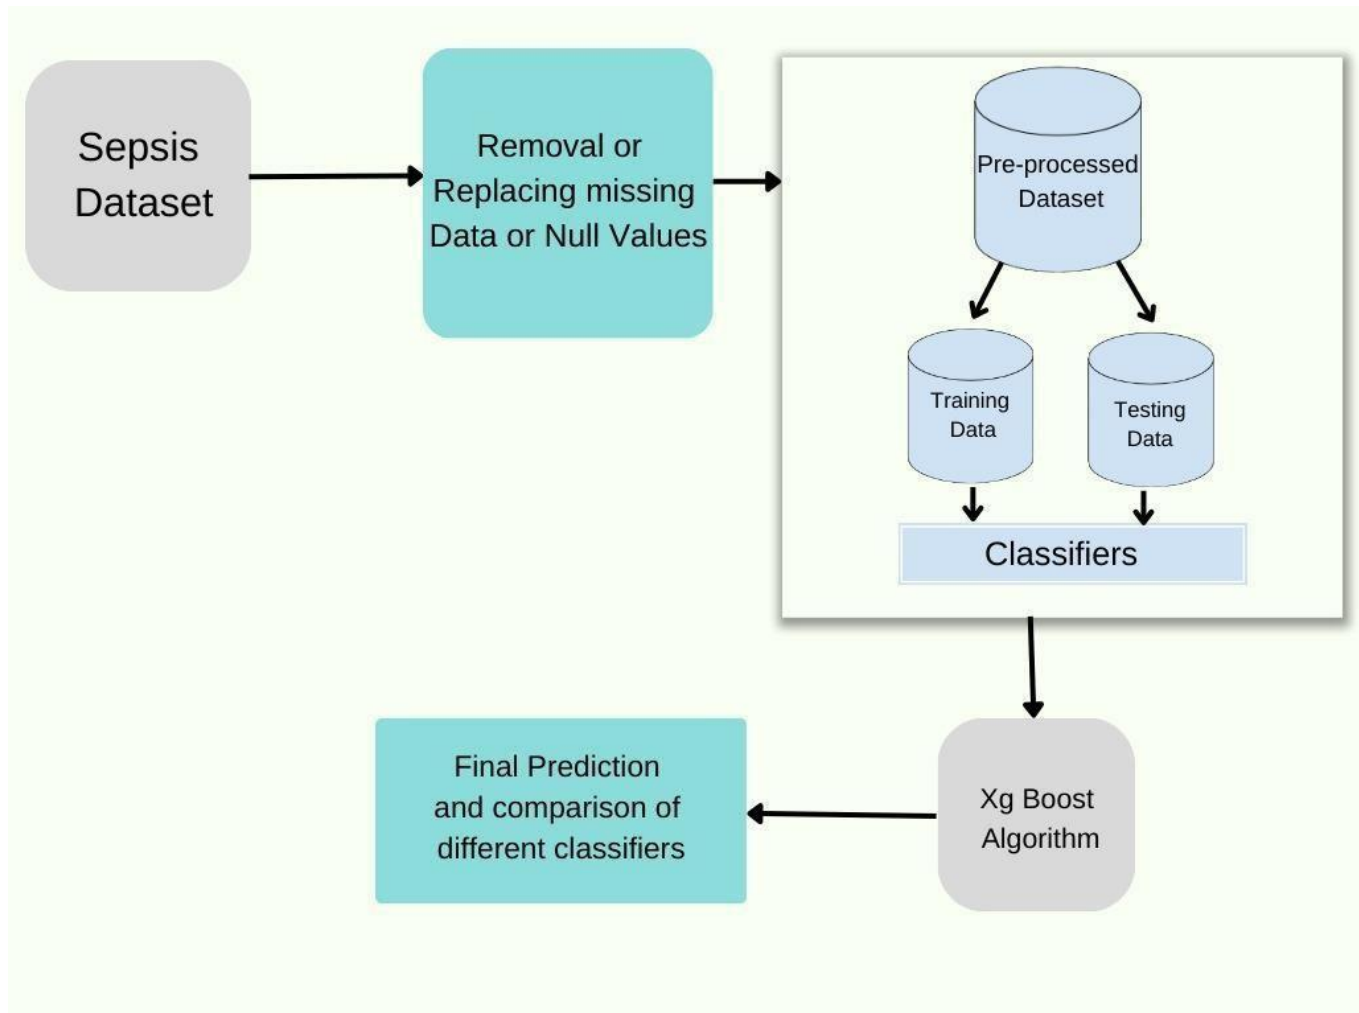 Sepsis
Dataset
Removal or
Replacing missing
Data or Null Values
Pre-processed
Dataset
Training
Data
Testing
Data
Classifiers
Xg Boost
Algorithm
Final Prediction
and comparison of
different classifiers